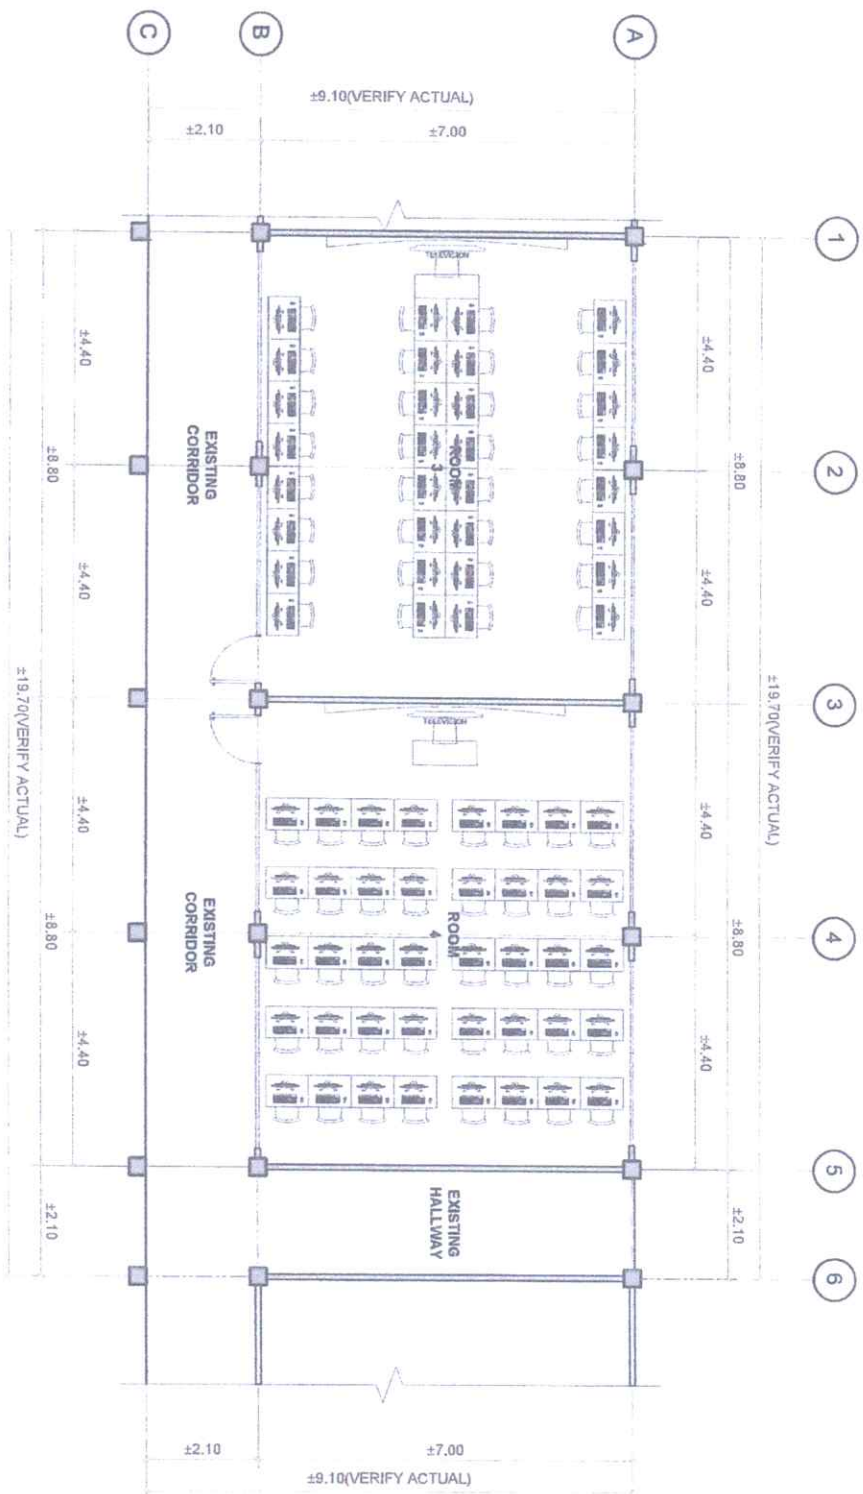 C
B
A
±9.10(VERIFY ACTUAL)
±2.10
±7.00
1
2
3
4
5
6
±19.70(VERIFY ACTUAL)
±8.80
±8.80
±2.10
±4.40
±4.40
±4.40
±4.40
TELEVISION
ROOM
3
TELEVISION
ROOM
4
EXISTING
HALLWAY
EXISTING
CORRIDOR
EXISTING
CORRIDOR
±4.40
±4.40
±4.40
±4.40
±8.80
±8.80
±2.10
±19.70(VERIFY ACTUAL)
±2.10
±7.00
±9.10(VERIFY ACTUAL)